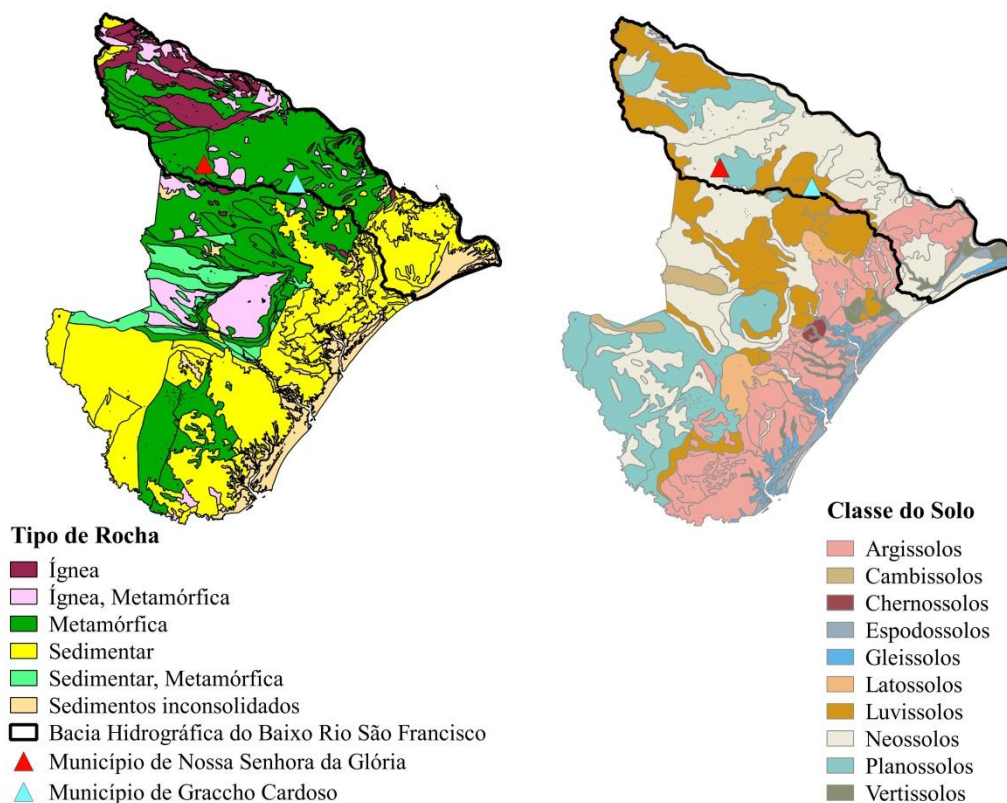 Tipo de Rocha
Ígnea
Ígnea, Metamórfica
Metamórfica
Sedimentar
Sedimentar, Metamórfica
Sedimentos inconsolidados
Bacia Hidrográfica do Baixo Rio São Francisco
Município de Nossa Senhora da Glória
Município de Graccho Cardoso
Classe do Solo
Argissolos
Cambissolos
Chernossolos
Espodossolos
Gleissolos
Latossolos
Luvissolos
Neossolos
Planossolos
Vertissolos